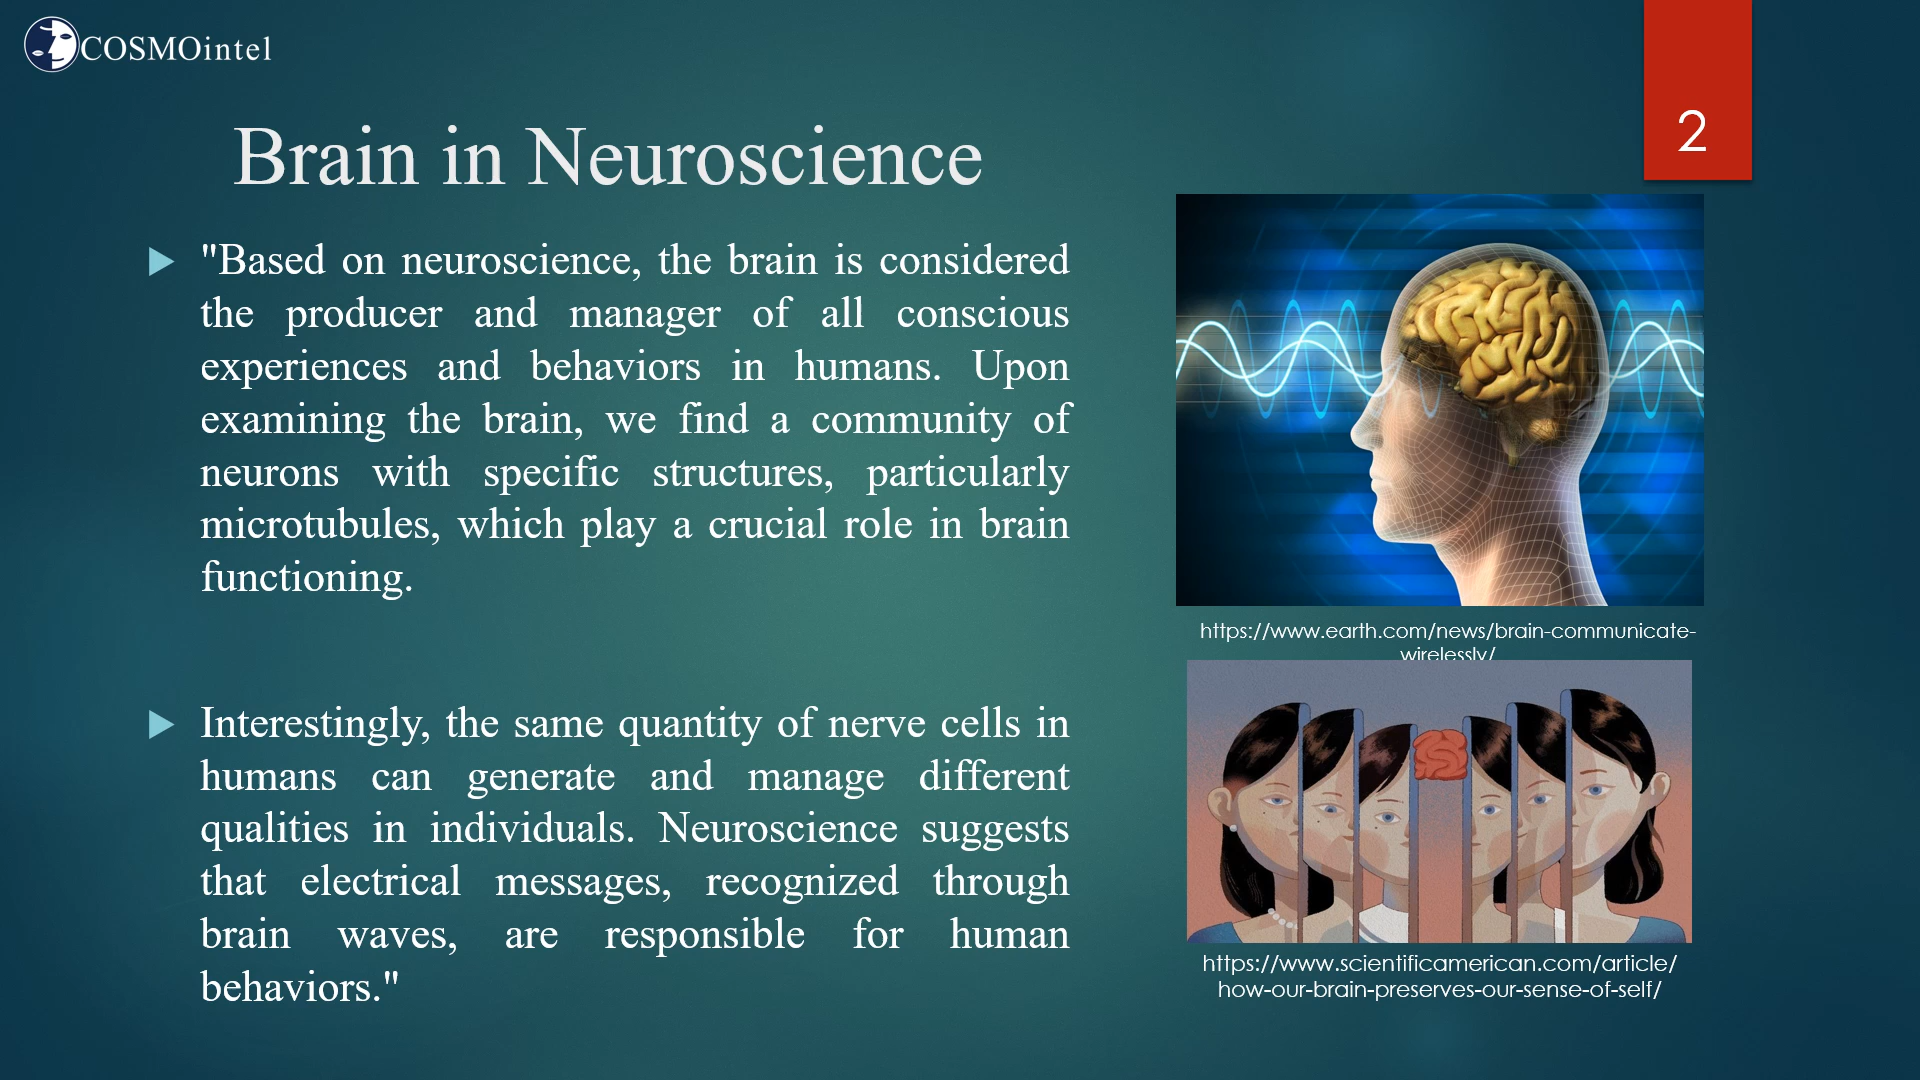 COSMOintel
2
Brain in Neuroscience
"Based on neuroscience, the brain is considered
the producer and manager of all conscious
experiences and behaviors in humans. Upon
examining the brain, we find a community of
neurons with specific structures, particularly
microtubules, which play a crucial role in brain
functioning.
Interestingly, the same quantity of nerve cells in
humans can generate and manage different
qualities in individuals. Neuroscience suggests
that electrical messages, recognized through
brain waves, are responsible for human
behaviors."
https://www.earth.com/news/brain-communicate-
wirelessly/
https://www.scientificamerican.com/article/
how-our-brain-preserves-our-sense-of-self/